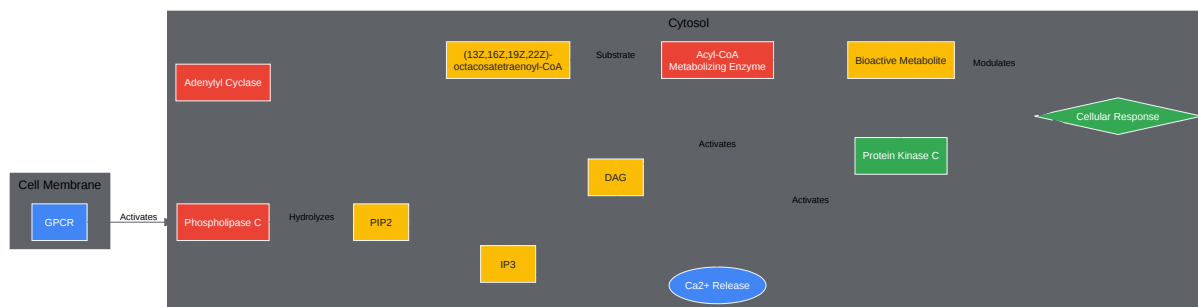 Cytosol
(13Z,16Z,19Z,22Z)-
octacosatetraenoyl-CoA
Substrate
Acyl-CoA
Metabolizing Enzyme
Bioactive Metabolite
Modulates
Adenylyl Cyclase
Cellular Response
Activates
Protein Kinase C
DAG
Cell Membrane
Activates
GPCR
Activates
Phospholipase C
Hydrolyzes
PIP2
IP3
Ca2+ Release